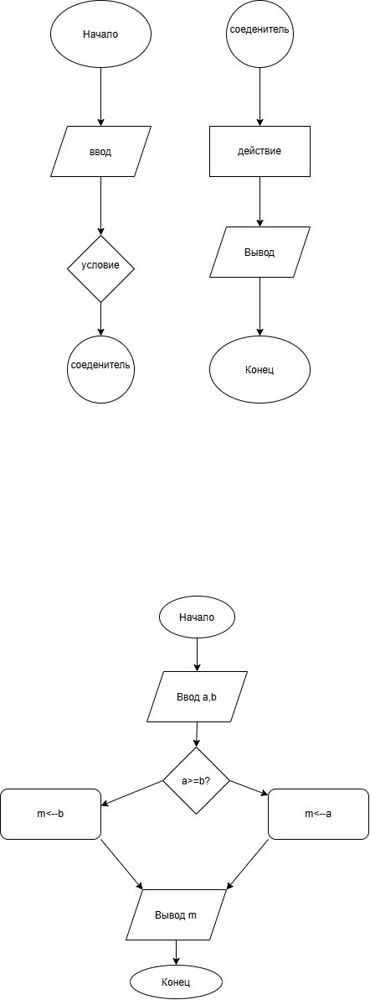 Начало
ввод
условие
соеденитель
соеденитель
действие
Вывод
Конец
Начало
Ввод a,b
a>=b?
m<--b
m<--a
Вывод m
Конец